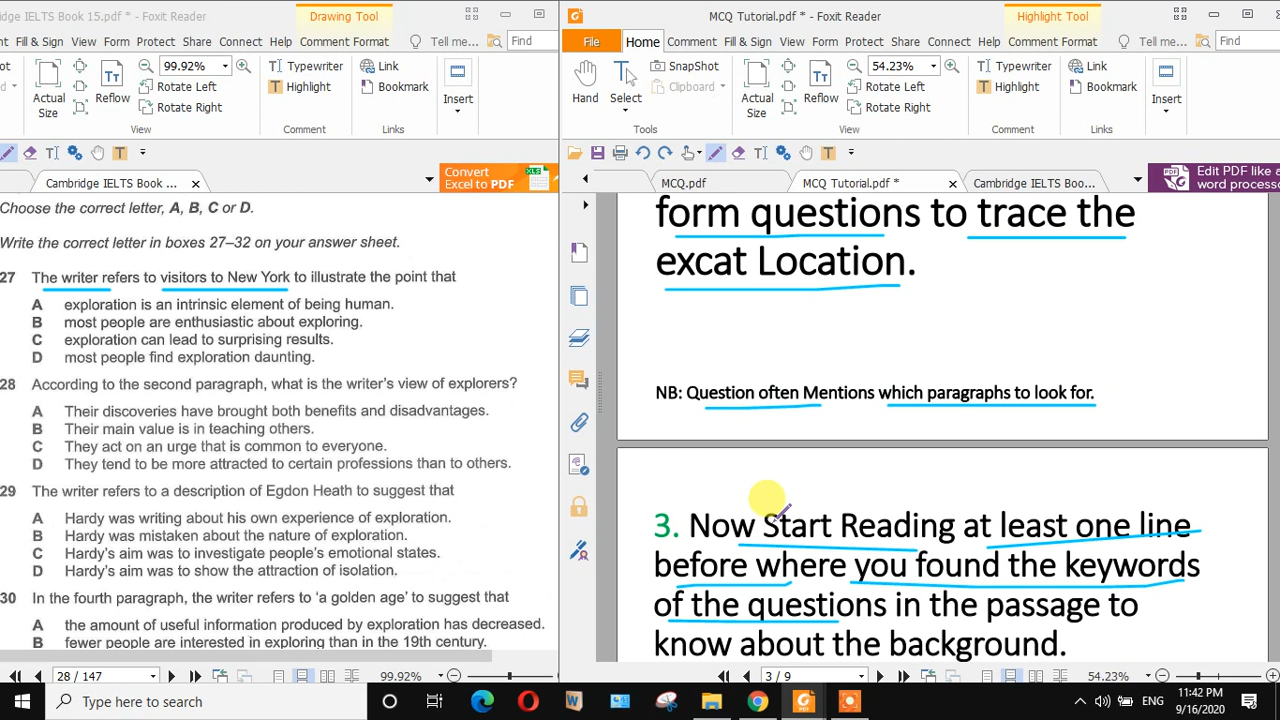 bridge IELTS Book 15.pdf * - Foxit Reader
Drawing Tool
MCQ Tutorial.pdf * - Foxit Reader
Highlight Tool
nt Fill & Sign View Form Protect Share Connect Comment Format Tell me... Find
File Home Comment View Form Protect Share Connect Help Fill & Sign Comment Format Tell me... Find
Actual Size
Reflow
99.92%
Rotate Left
Rotate Right
View
Typewriter
Highlight
Comment
Link
Bookmark
Links
Insert
Hand
Select
SnapShot
Clipboard
Tools
Actual Size
Reflow
54.23%
Rotate Left
Rotate Right
View
Typewriter
Highlight
Comment
Link
Bookmark
Links
Insert
Cambridge IELTS Book ...
Convert
Excel to PDF
XLS
MCQ.pdf
MCQ Tutorial.pdf *
Cambridge IELTS Boo...
Edit PDF like a
word processo
Choose the correct letter, A, B, C or D.
Write the correct letter in boxes 27–32 on your answer sheet.
27 The writer refers to visitors to New York to illustrate the point that
A exploration is an intrinsic element of being human.
B most people are enthusiastic about exploring.
C exploration can lead to surprising results.
D most people find exploration daunting.
28 According to the second paragraph, what is the writer's view of explorers?
A Their discoveries have brought both benefits and disadvantages.
B Their main value is in teaching others.
C They act on an urge that is common to everyone.
D They tend to be more attracted to certain professions than to others.
29 The writer refers to a description of Egdon Heath to suggest that
A Hardy was writing about his own experience of exploration.
B Hardy was mistaken about the nature of exploration.
C Hardy's aim was to investigate people's emotional states.
D Hardy's aim was to show the attraction of isolation.
30 In the fourth paragraph, the writer refers to 'a golden age' to suggest that
A the amount of useful information produced by exploration has decreased.
B fewer people are interested in exploring than in the 19th century.
form questions to trace the
excat Location.
NB: Question often Mentions which paragraphs to look for.
3. Now Start Reading at least one line
before where you found the keywords
of the questions in the passage to
know about the background.
28 / 147
99.92%
3 / 9
54.23%
Type here to search
ENG
11:42 PM
9/16/2020